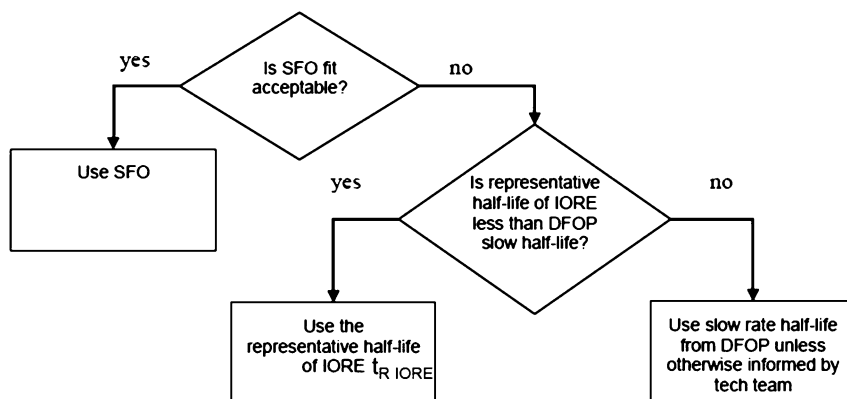 yes
Is SFO fit
acceptable?
no
Use SFO
yes
Is representative
half-life of IORE
less than DFOP
slow half-life?
no
Use the
representative half-life
of IORE tR IORE
Use slow rate half-life
from DFOP unless
otherwise informed by
tech team